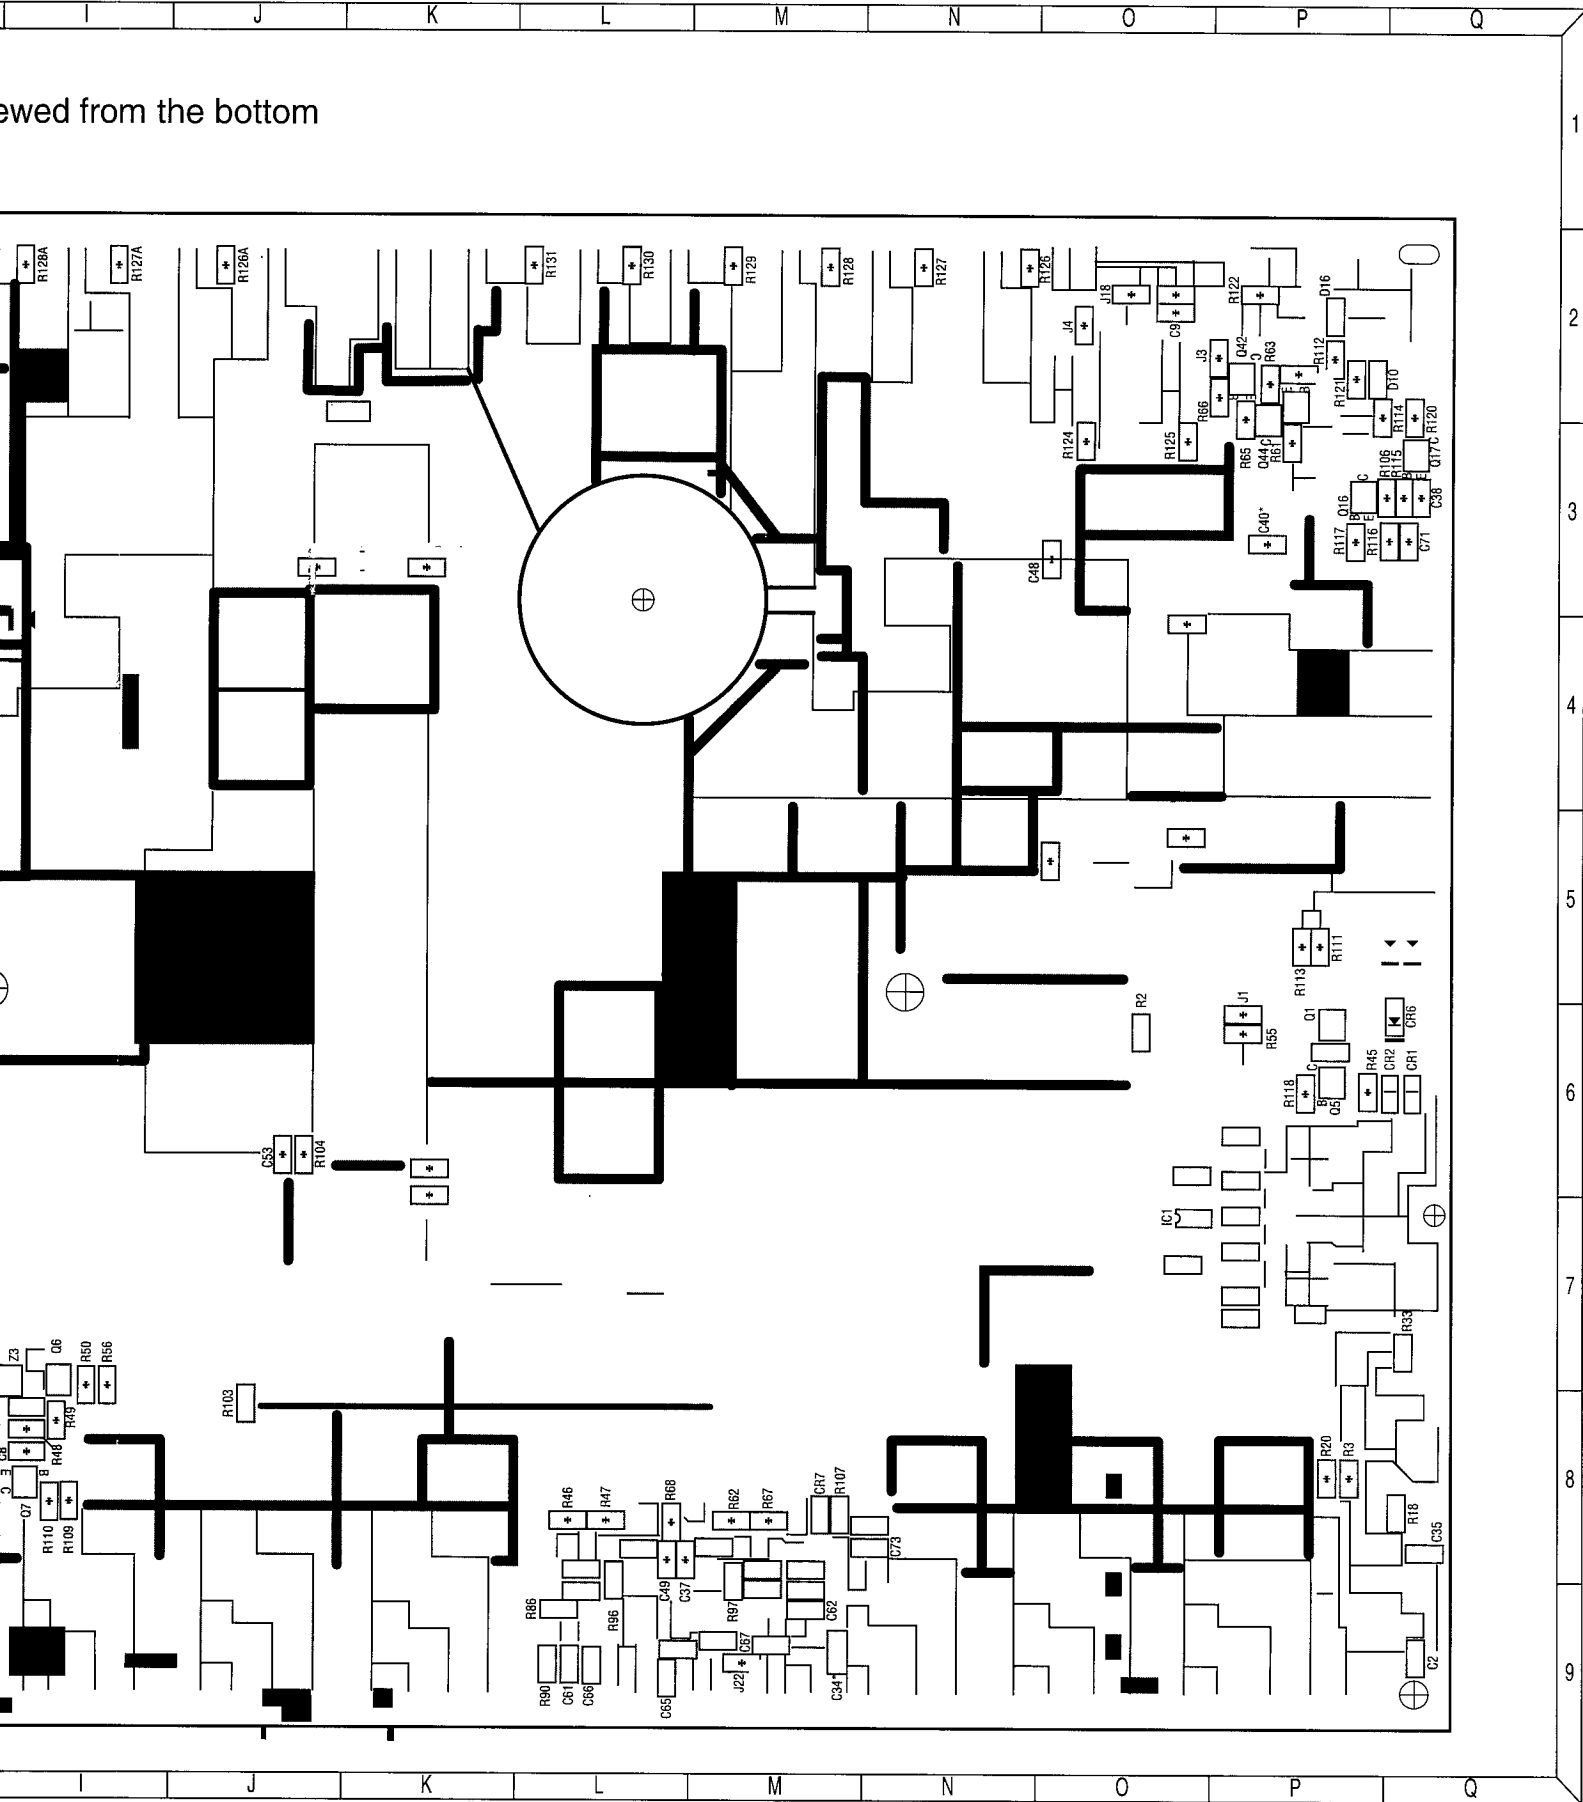 I J K L M N O P Q
1
ewed from the bottom
R128A
R127A
R126A
R131
R130
R129
R128
R127
R126
J18
C9
R122
D16
2
J4
J3
Q42
C
R63
R112
R121
D10
R66
B
E
E
B
R114
R120
R124
R125
R65
Q44
C
R61
R106
R115
Q17
C
B
E
C
Q16
B
E
C38
3
C40*
R117
R116
C71
C48
4
5
R113
R111
R2
J1
R55
Q1
CR6
C
R118
B
Q5
R45
CR2
CR1
6
C53
R104
IC1
7
R33
Z3
Q6
R50
R56
R49
R48
R103
E
C
B
Q7
R110
R109
R46
R47
R68
R62
R67
CR7
R107
C73
R20
R3
8
R18
C35
C49
C37
R86
R96
R97
C62
C67
R90
C61
C66
C65
J22
C34*
C2
9
I J K L M N O P Q